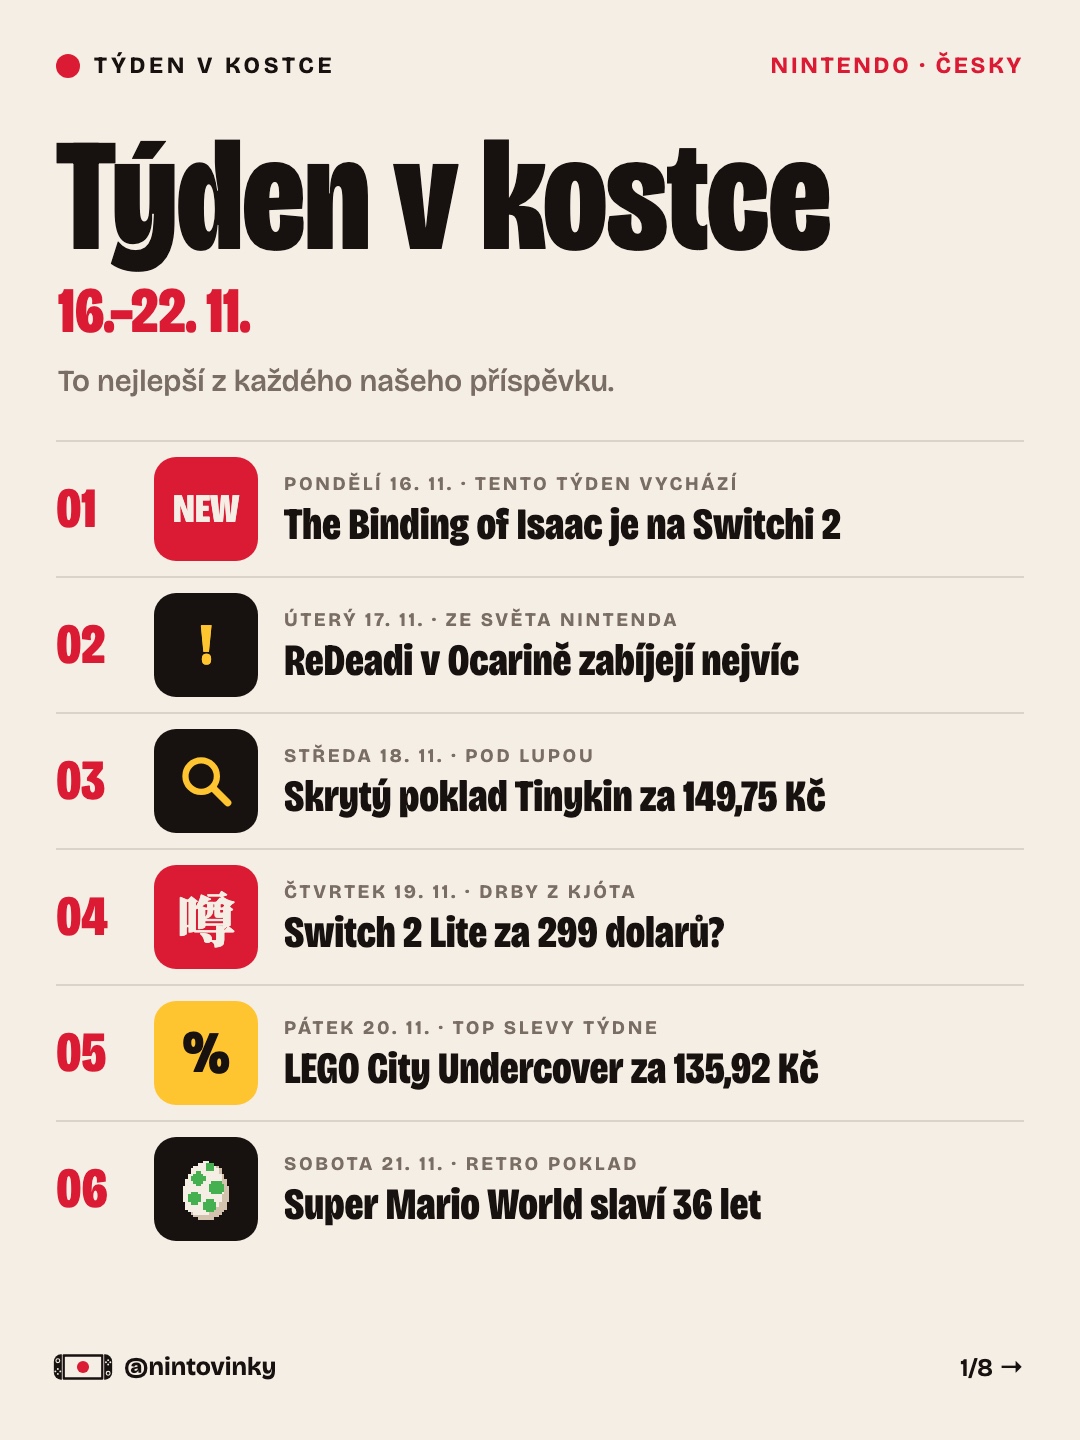 TÝDEN V KOSTCE
NINTENDO · ČESKY
Týden v kostce
16.–22. 11.
To nejlepší z každého našeho příspěvku.
01
NEW
PONDĚLÍ 16. 11. · TENTO TÝDEN VYCHÁZÍ
The Binding of Isaac je na Switchi 2
02
!
ÚTERÝ 17. 11. · ZE SVĚTA NINTENDA
ReDeadi v Ocarině zabíjejí nejvíc
03
STŘEDA 18. 11. · POD LUPOU
Skrytý poklad Tinykin za 149,75 Kč
04
噂
ČTVRTEK 19. 11. · DRBY Z KJÓTA
Switch 2 Lite za 299 dolarů?
05
%
PÁTEK 20. 11. · TOP SLEVY TÝDNE
LEGO City Undercover za 135,92 Kč
06
SOBOTA 21. 11. · RETRO POKLAD
Super Mario World slaví 36 let
@nintovinky
1/8 →